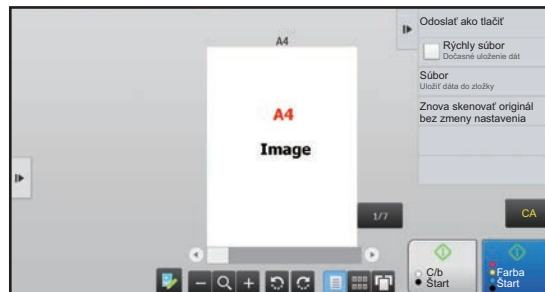 A4
A4
Image
1/7
Odoslať ako tlačiť
Rýchly súbor
Dočasné uloženie dát
Súbor
Uložiť dáta do zložky
Znova skenovať originál
bez zmeny nastavenia
CA
C/b
Štart
Farba
Štart